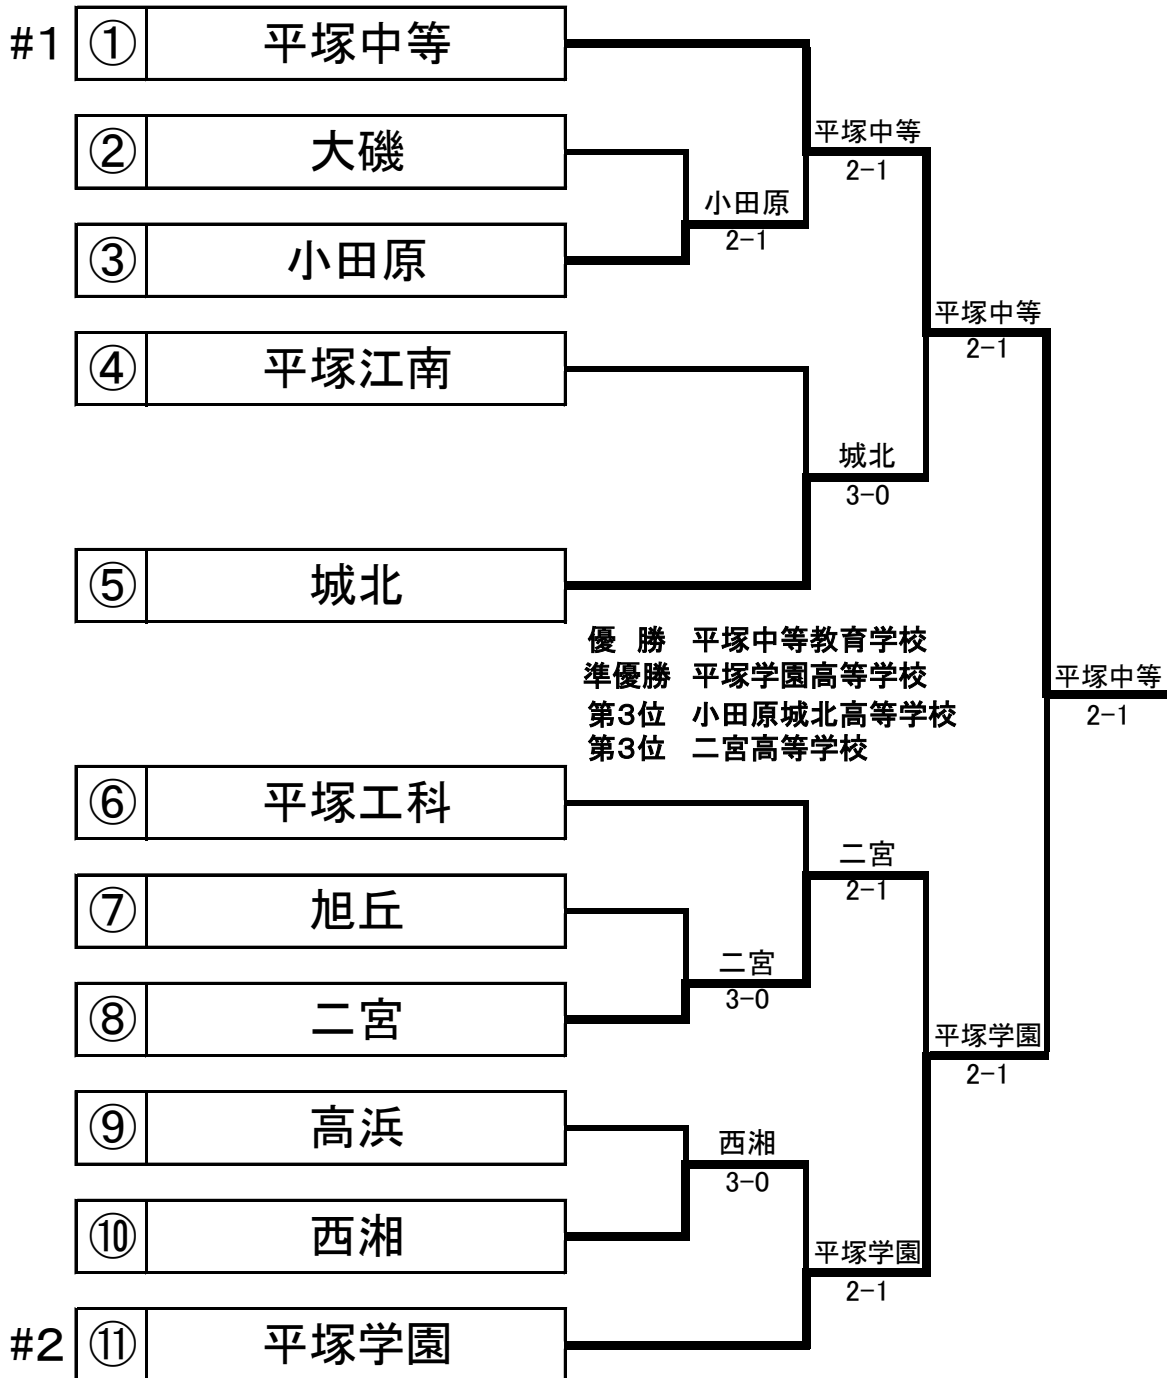 #1 ① 平塚中等
② 大磯
平塚中等
2-1
小田原
2-1
③ 小田原
平塚中等
2-1
④ 平塚江南
城北
3-0
⑤ 城北
優 勝 平塚中等教育学校
準優勝 平塚学園高等学校
第3位 小田原城北高等学校
第3位 二宮高等学校
平塚中等
2-1
⑥ 平塚工科
二宮
2-1
⑦ 旭丘
二宮
3-0
⑧ 二宮
平塚学園
2-1
⑨ 高浜
西湘
3-0
⑩ 西湘
平塚学園
2-1
#2 ⑪ 平塚学園